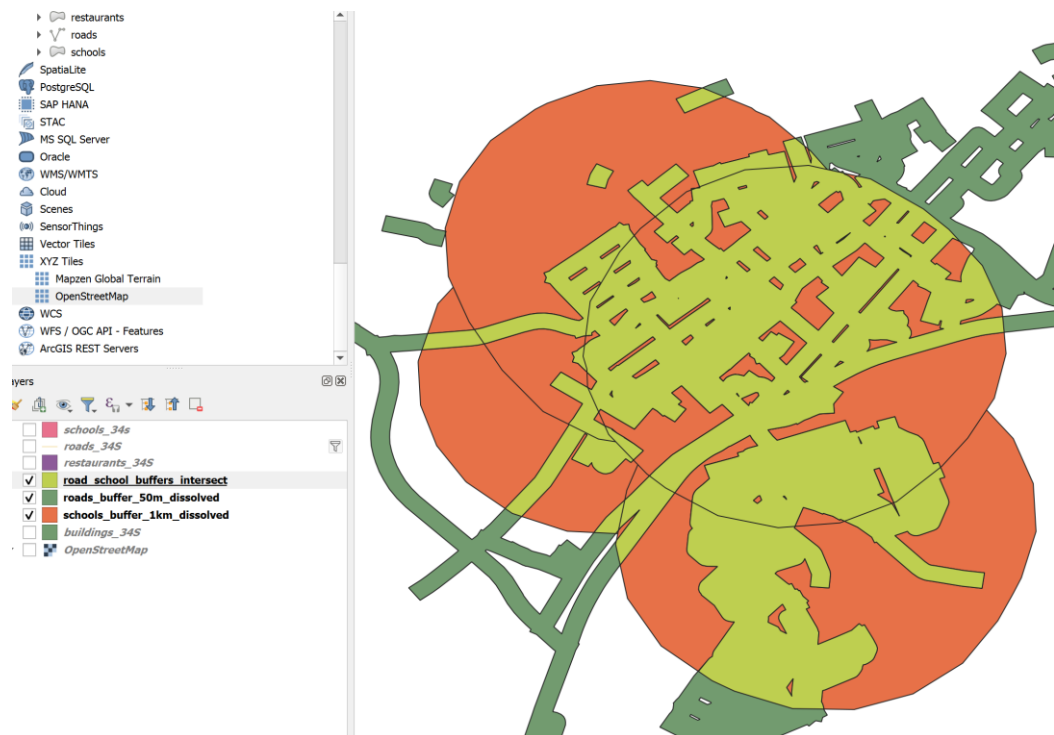 restaurants
roads
schools
SpatiaLite
PostgreSQL
SAP HANA
STAC
MS SQL Server
Oracle
WMS/WMTS
Cloud
Scenes
SensorThings
Vector Tiles
XYZ Tiles
Mapzen Global Terrain
OpenStreetMap
WCS
WFS / OGC API - Features
ArcGIS REST Servers
ayers
schools_34s
roads_34S
restaurants_34S
road_school_buffers_intersect
roads_buffer_50m_dissolved
schools_buffer_1km_dissolved
buildings_34S
OpenStreetMap